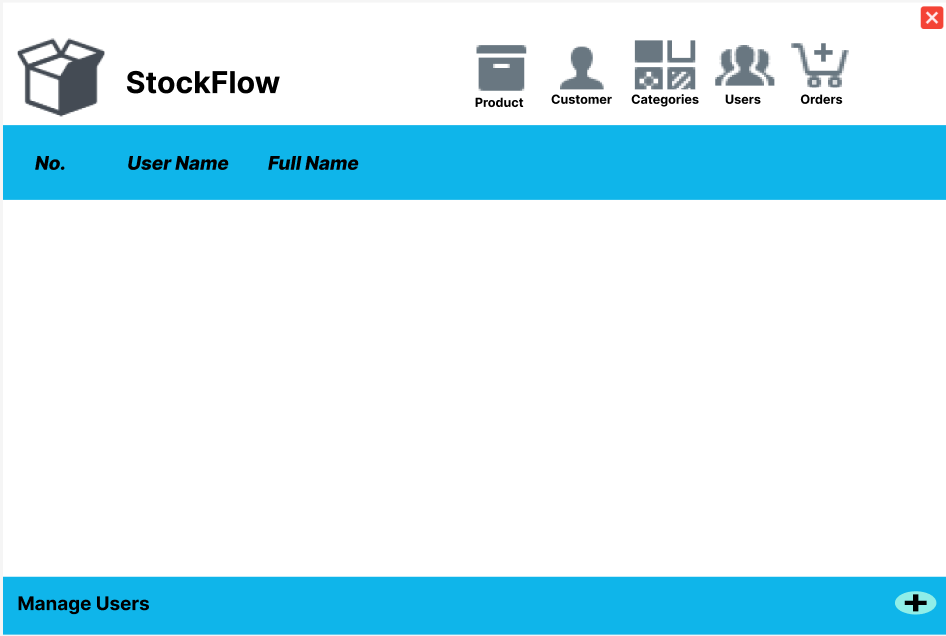 StockFlow
Product
Customer
Categories
Users
Orders
No.
User Name
Full Name
Manage Users